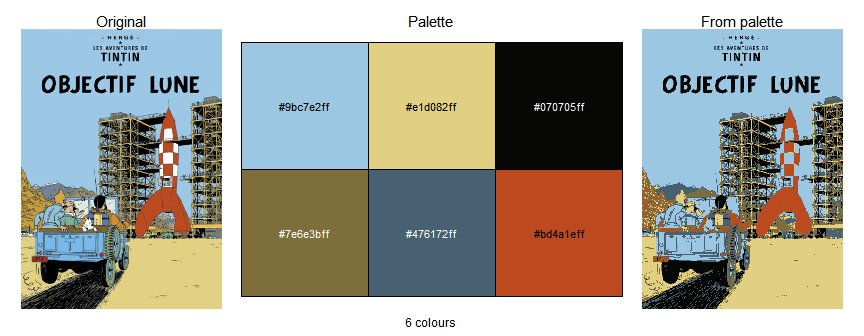 Original
Palette
From palette
- HERGÉ -
LES AVENTURES DE
TINTIN
OBJECTIF LUNE
#9bc7e2ff
#e1d082ff
#070705ff
#7e6e3bff
#476172ff
#bd4a1eff
- HERGÉ -
LES AVENTURES DE
TINTIN
OBJECTIF LUNE
6 colours